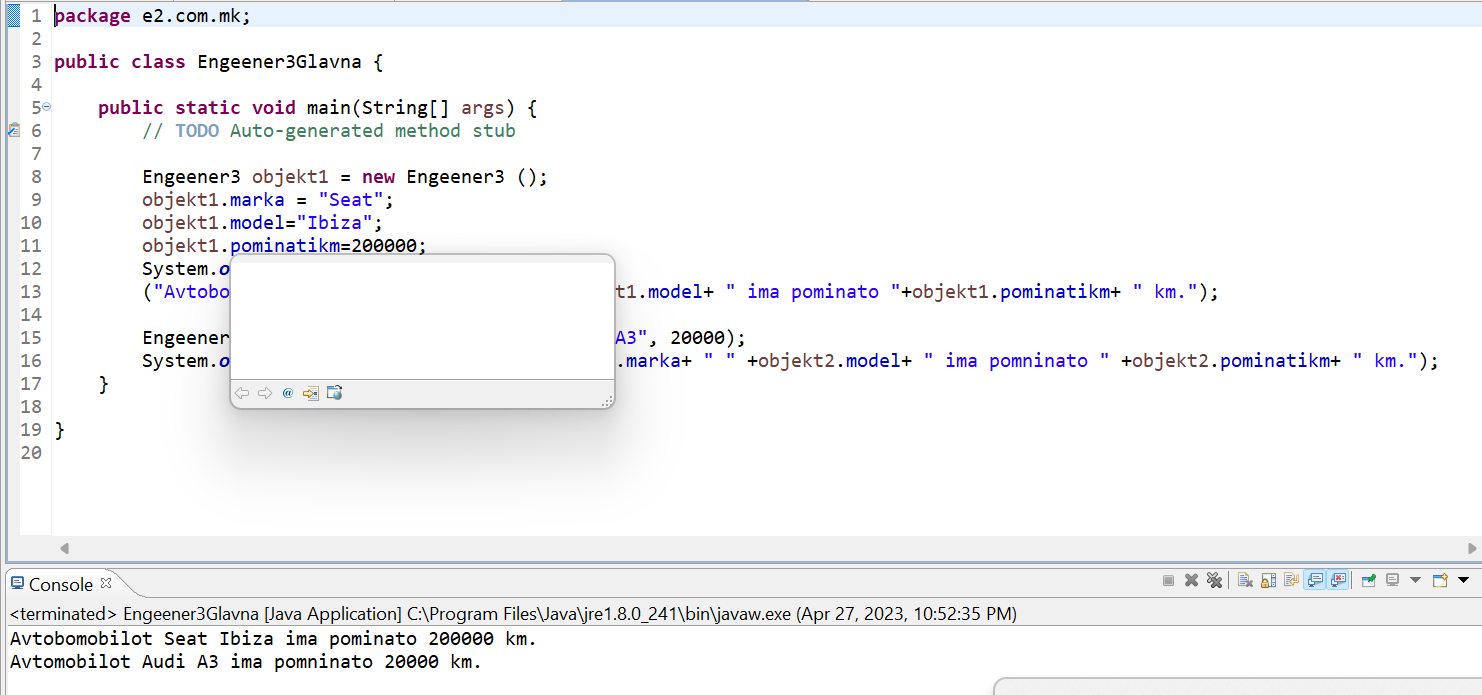 1 package e2.com.mk;
2
3 public class Engeener3Glavna {
4
5 public static void main(String[] args) {
6 // TODO Auto-generated method stub
7
8 Engeener3 objekt1 = new Engeener3 ();
9 objekt1.marka = "Seat";
10 objekt1.model="Ibiza";
11 objekt1.pominatikm=200000;
12 System.o
13 ("Avtobo t1.model+ " ima pominato "+objekt1.pominatikm+ " km.");
14
15 Engeener A3", 20000);
16 System.o .marka+ " " +objekt2.model+ " ima pomninato " +objekt2.pominatikm+ " km.");
17 }
18
19 }
20
Console
<terminated> Engeener3Glavna [Java Application] C:\Program Files\Java\jre1.8.0_241\bin\javaw.exe (Apr 27, 2023, 10:52:35 PM)
Avtobomobilot Seat Ibiza ima pominato 200000 km.
Avtomobilot Audi A3 ima pomninato 20000 km.